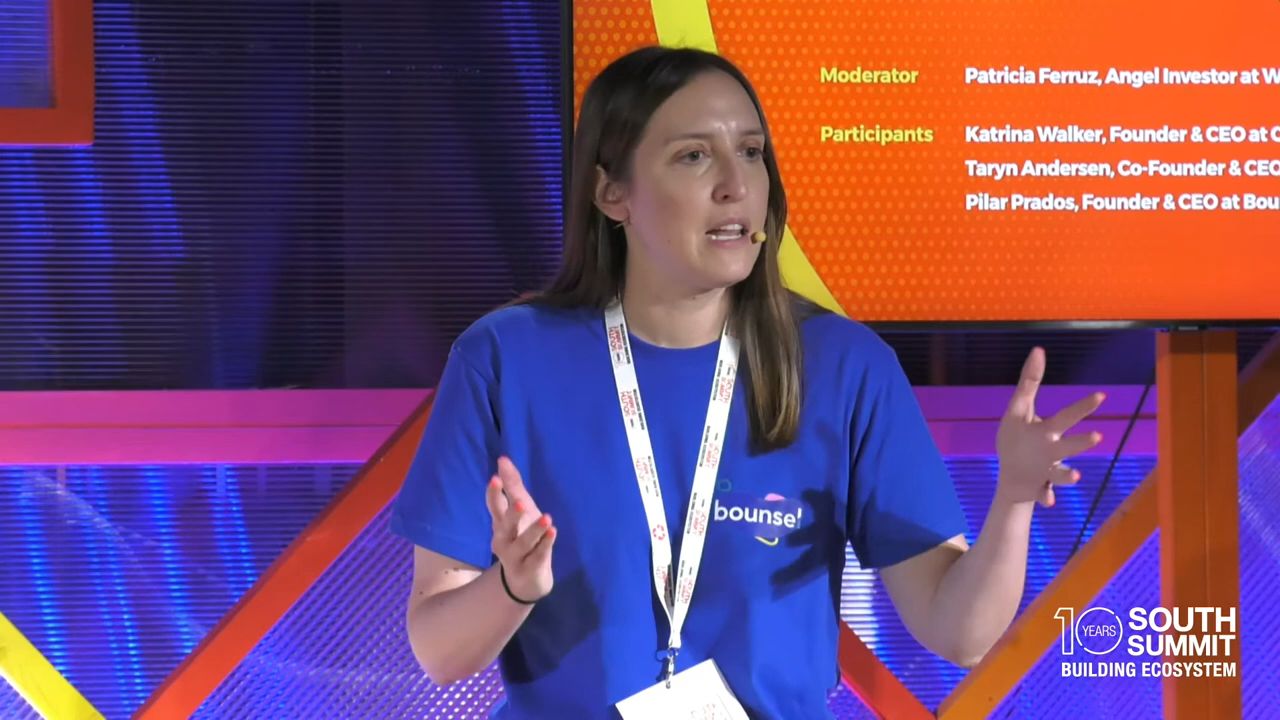 Moderator Patricia Ferruz, Angel Investor at W
Participants Katrina Walker, Founder & CEO at
Taryn Andersen, Co-Founder & CEO
Pilar Prados, Founder & CEO at Bou
bounsel
10 YEARS SOUTH SUMMIT
BUILDING ECOSYSTEM